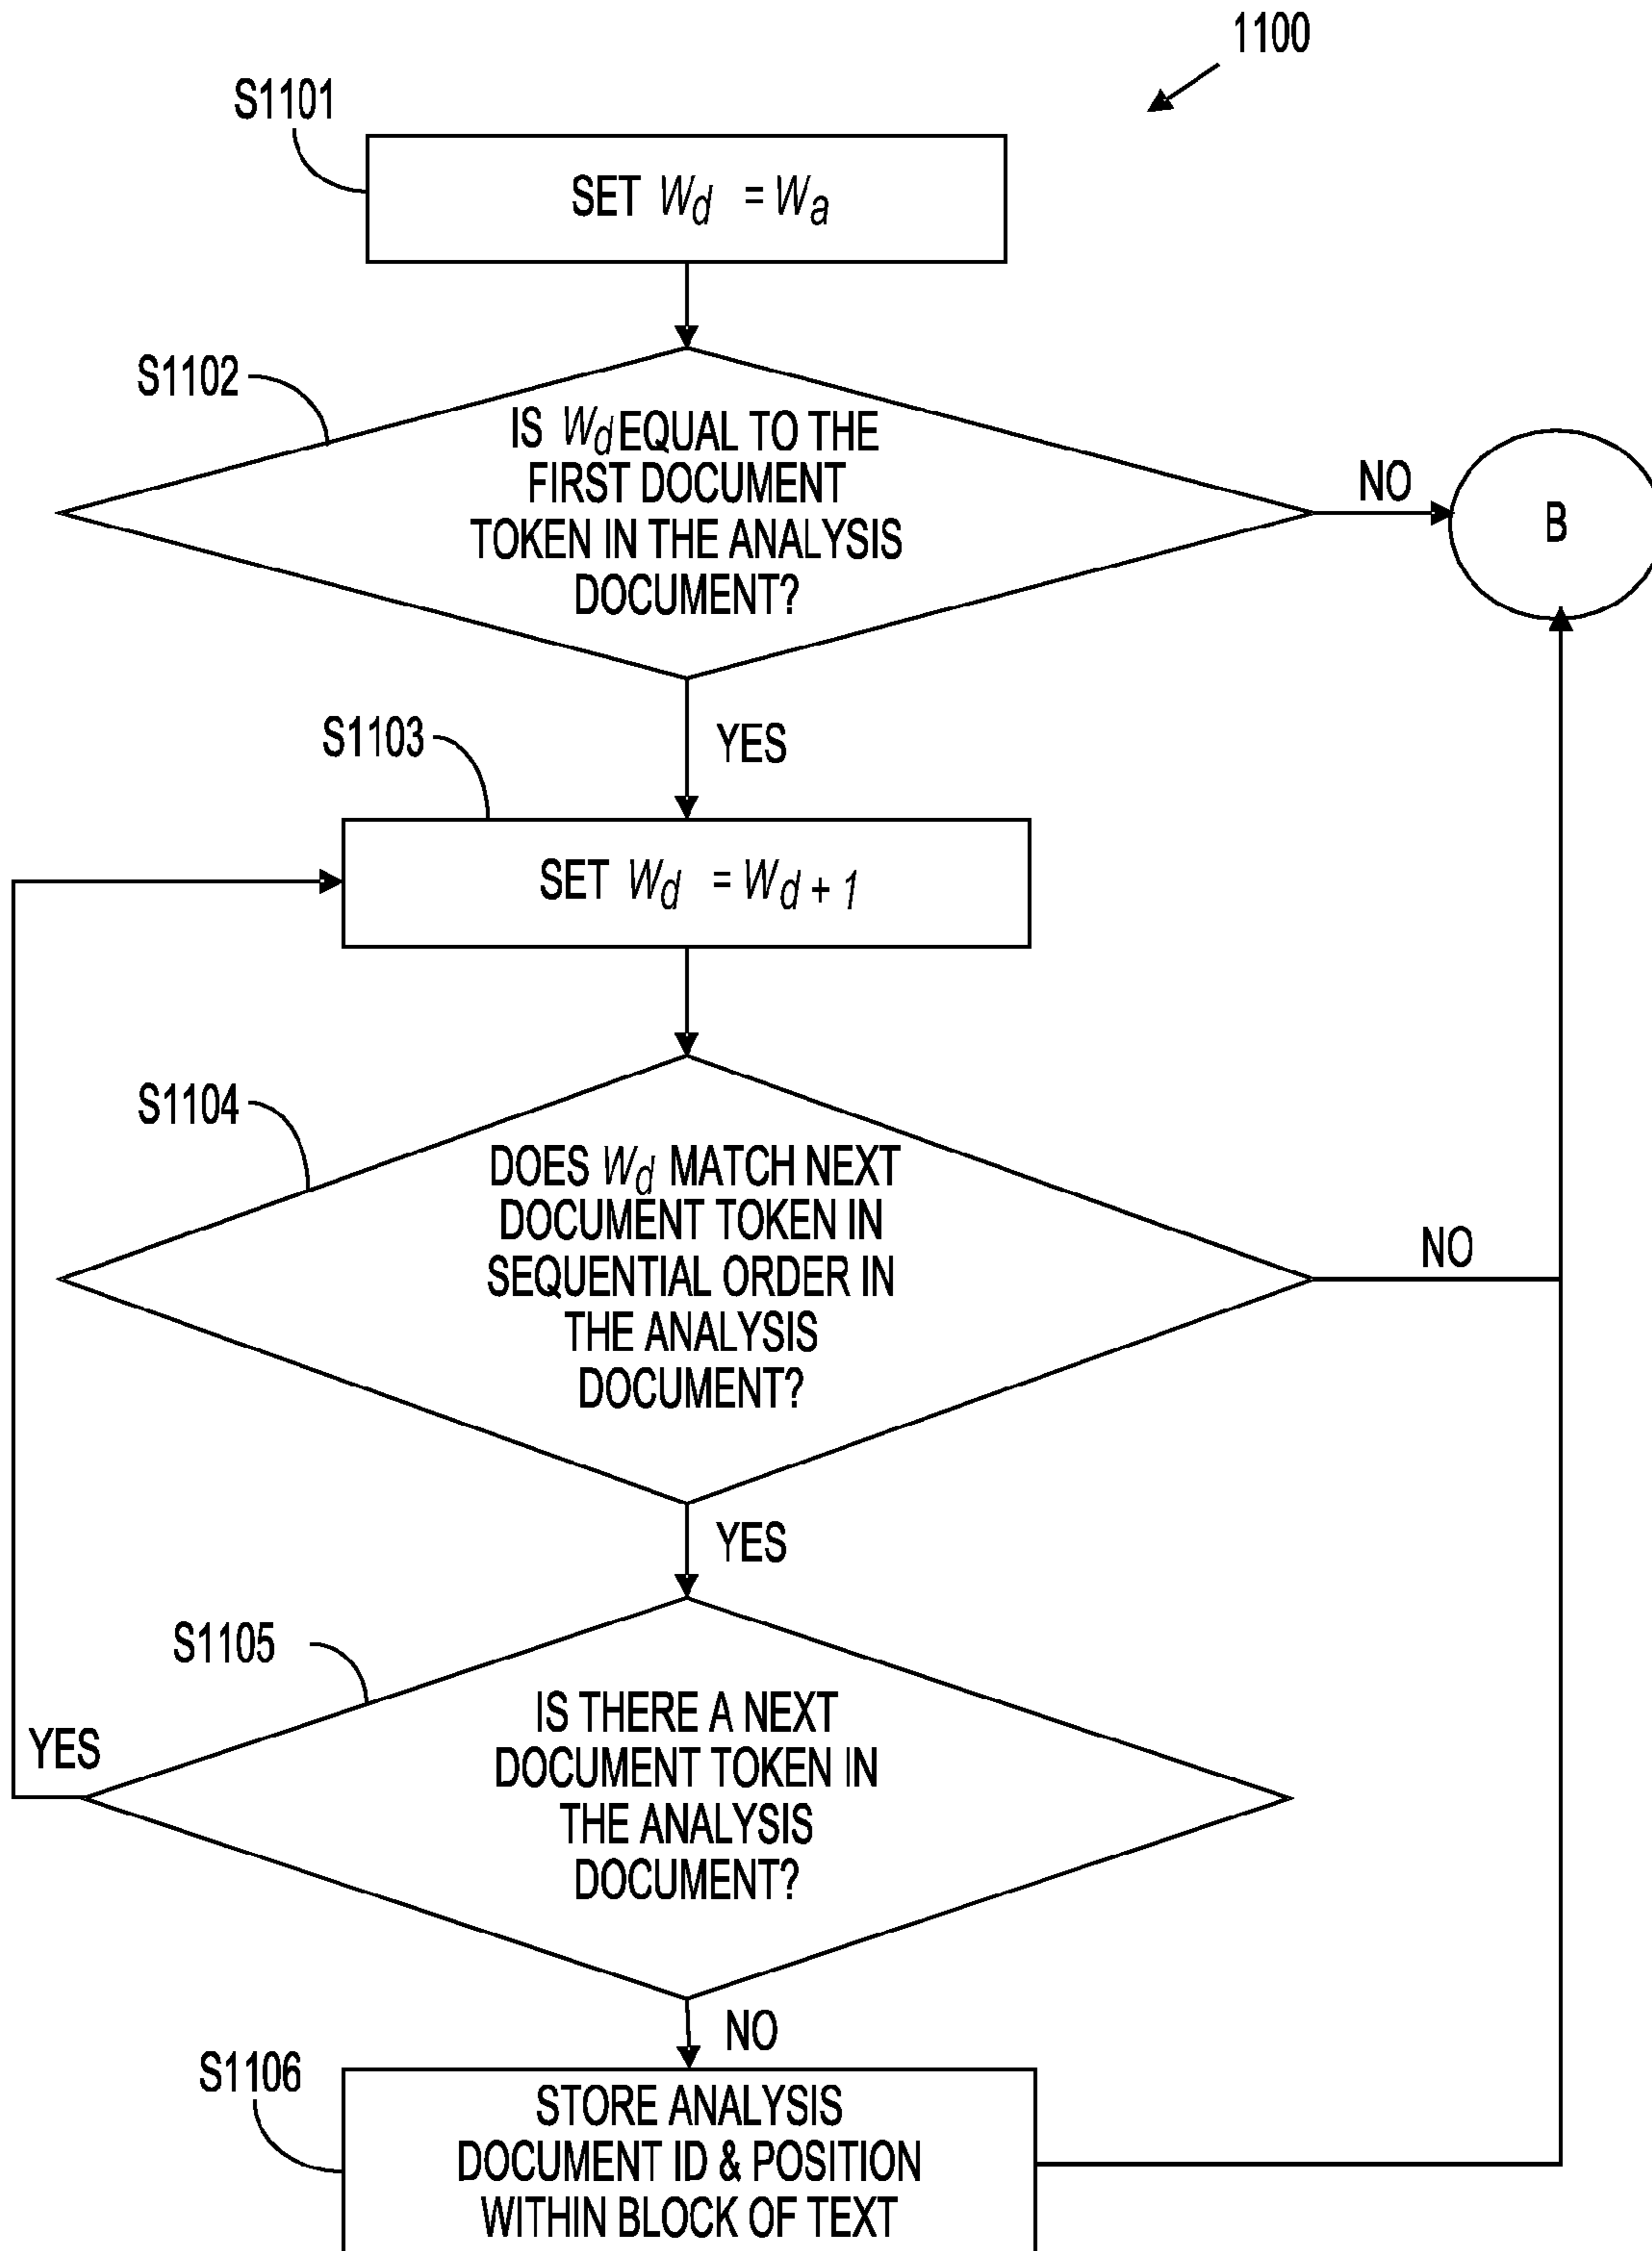 1100
S1101
SET Wd = Wa
S1102
IS Wd EQUAL TO THE
FIRST DOCUMENT
TOKEN IN THE ANALYSIS
DOCUMENT?
NO
B
YES
S1103
SET Wd = Wd + 1
S1104
DOES Wd MATCH NEXT
DOCUMENT TOKEN IN
SEQUENTIAL ORDER IN
THE ANALYSIS
DOCUMENT?
NO
YES
S1105
IS THERE A NEXT
DOCUMENT TOKEN IN
THE ANALYSIS
DOCUMENT?
YES
NO
S1106
STORE ANALYSIS
DOCUMENT ID & POSITION
WITHIN BLOCK OF TEXT